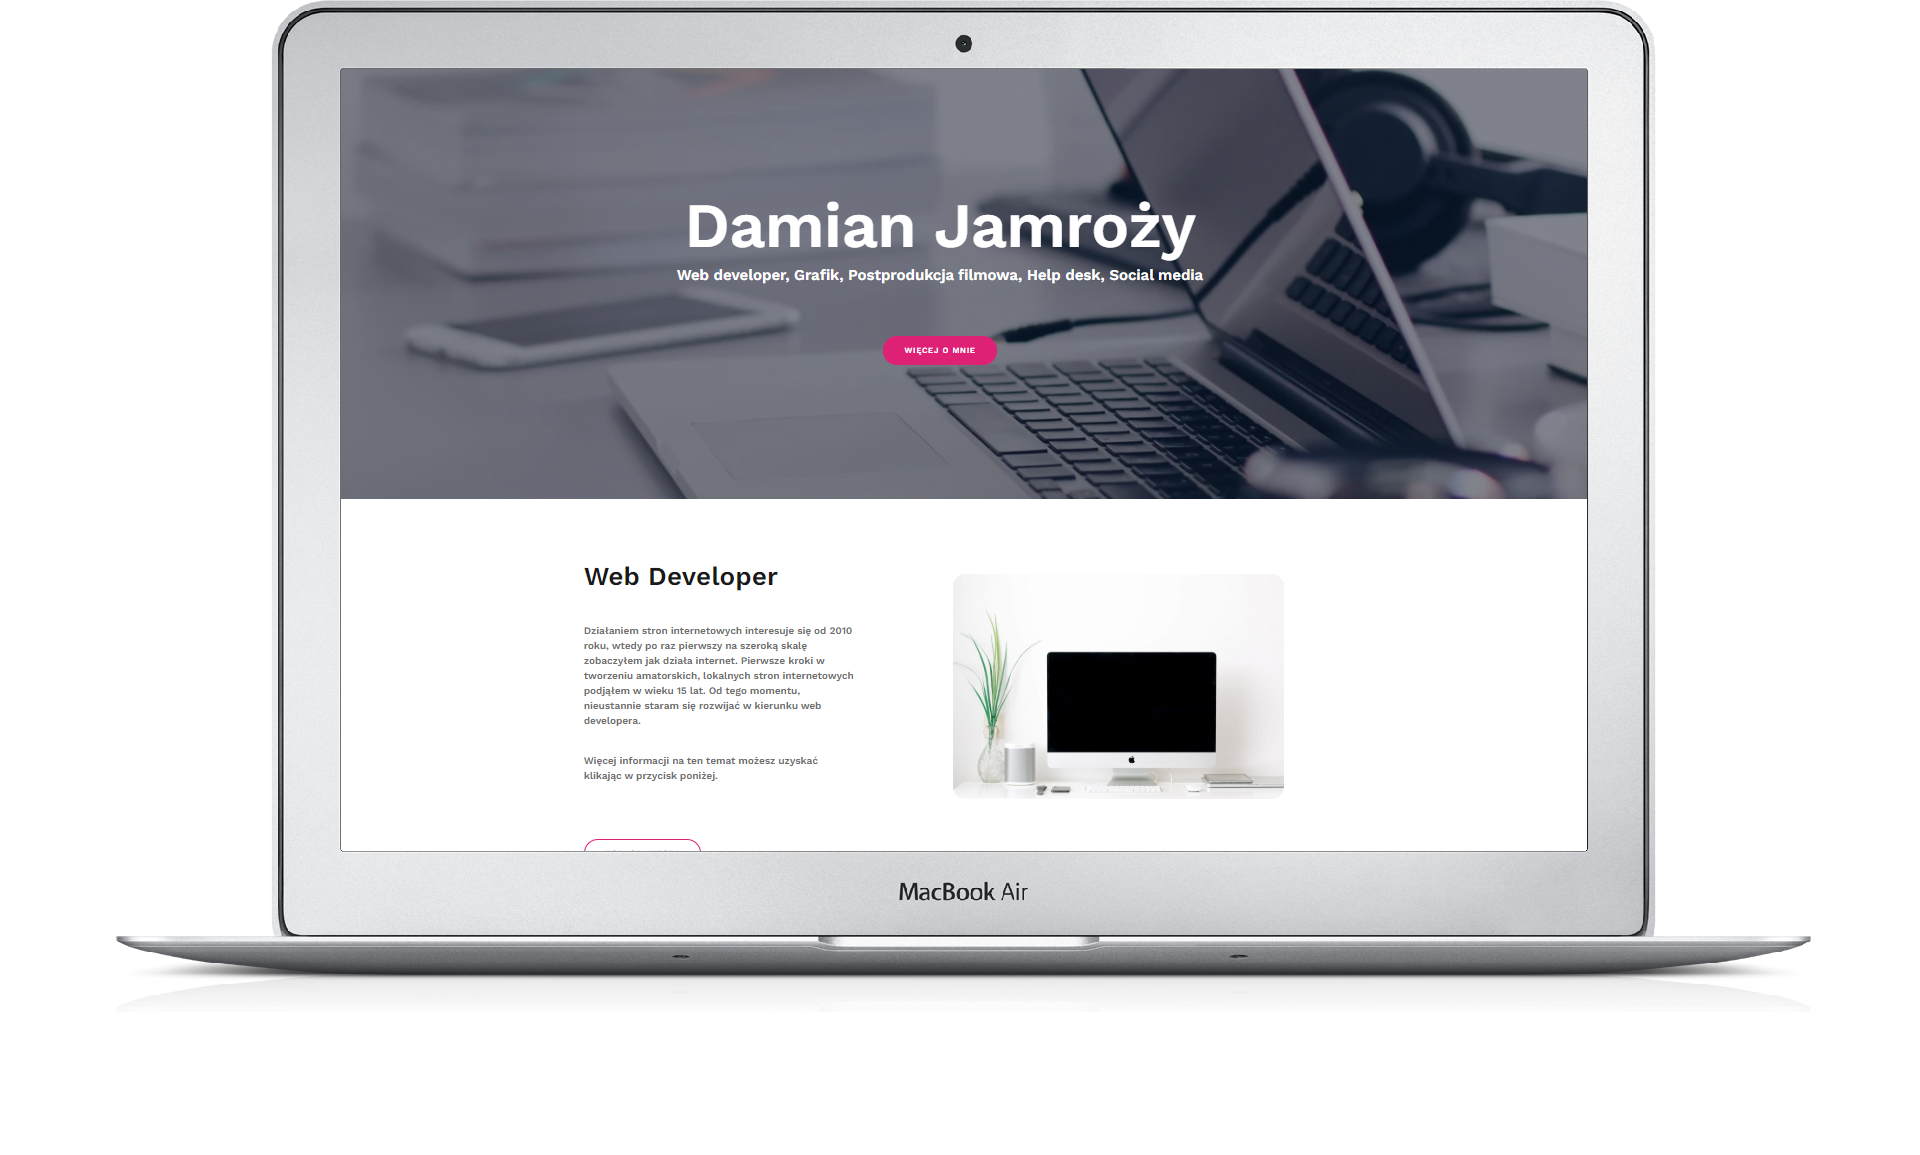 Damian Jamroży
Web developer, Grafik, Postprodukcja filmowa, Help desk, Social media
WIĘCEJ O MNIE
Web Developer
Działaniem stron internetowych interesuje się od 2010
roku, wtedy po raz pierwszy na szeroką skalę
zobaczyłem jak działa internet. Pierwsze kroki w
tworzeniu amatorskich, lokalnych stron internetowych
podjąłem w wieku 15 lat. Od tego momentu,
nieustannie staram się rozwijać w kierunku web
developera.
Więcej informacji na ten temat możesz uzyskać
klikając w przycisk poniżej.
MacBook Air